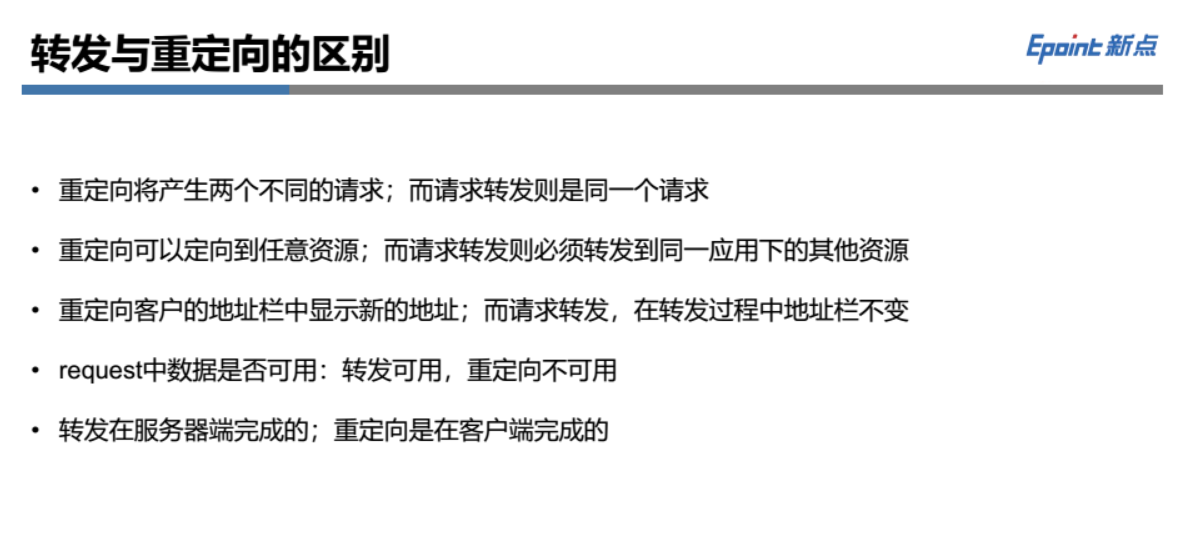 转发与重定向的区别
Epoint 新点
• 重定向将产生两个不同的请求；而请求转发则是同一个请求
• 重定向可以定向到任意资源；而请求转发则必须转发到同一应用下的其他资源
• 重定向客户的地址栏中显示新的地址；而请求转发，在转发过程中地址栏不变
• request中数据是否可用：转发可用，重定向不可用
• 转发在服务器端完成的；重定向是在客户端完成的